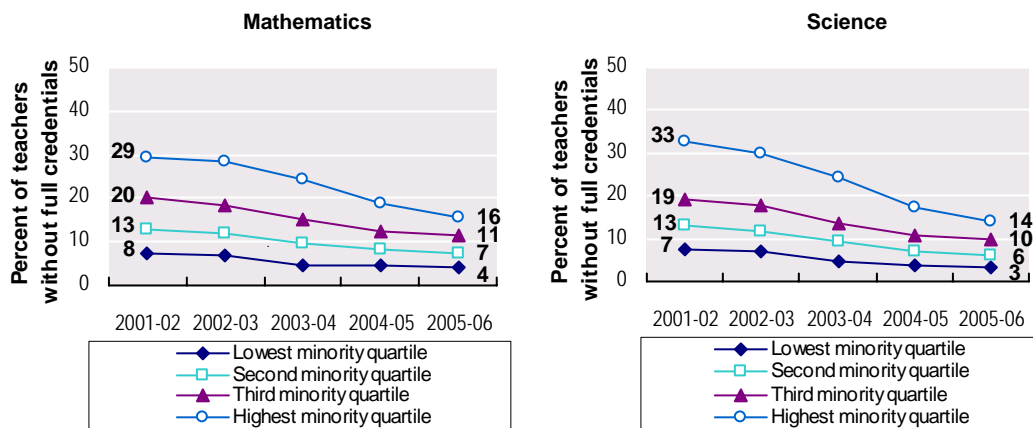 Mathematics
Percent of teachers
without full credentials
50
40
30
20
10
0
29
20
13
8
16
11
7
4
2001-02 2002-03 2003-04 2004-05 2005-06
Lowest minority quartile
Second minority quartile
Third minority quartile
Highest minority quartile
Science
Percent of teachers
without full credentials
50
40
30
20
10
0
33
19
13
7
14
10
6
3
2001-02 2002-03 2003-04 2004-05 2005-06
Lowest minority quartile
Second minority quartile
Third minority quartile
Highest minority quartile